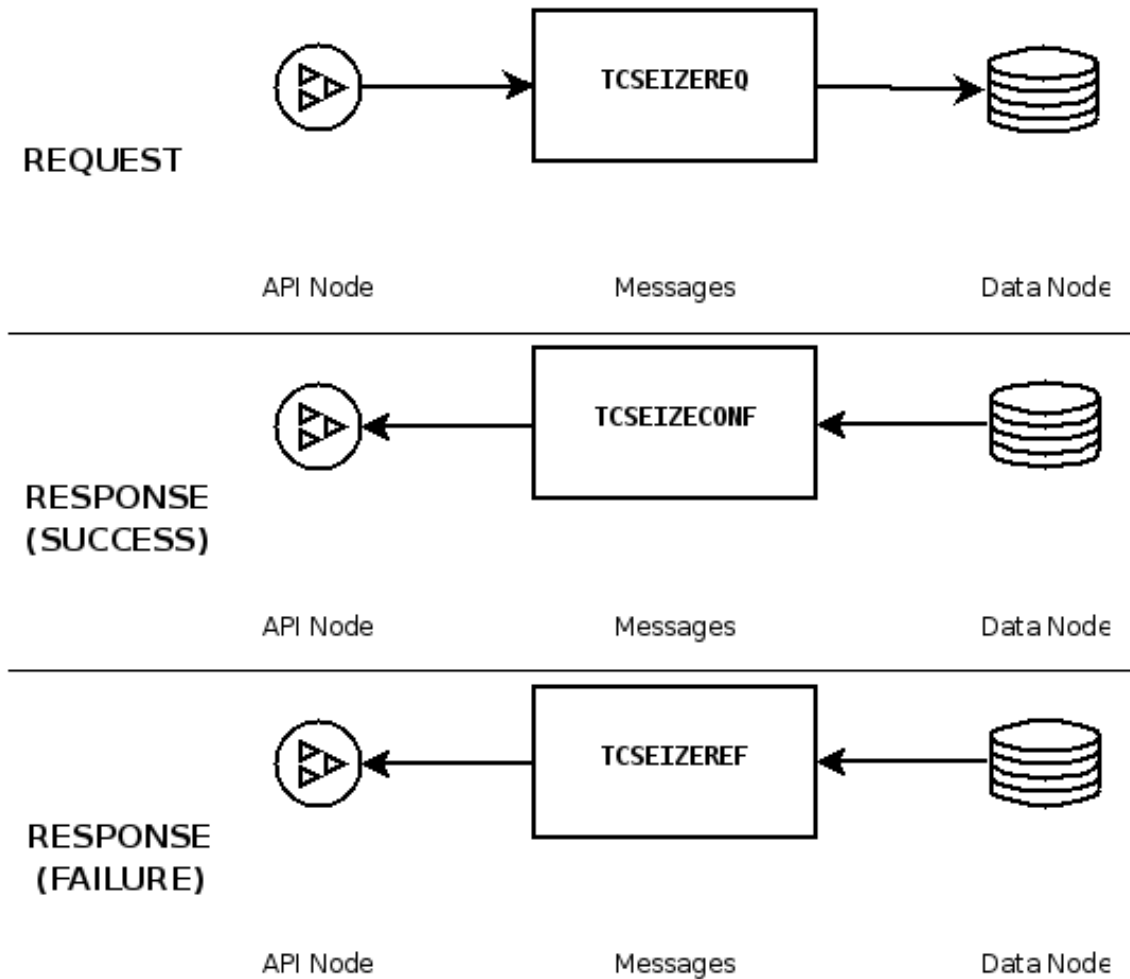 TCSEIZEREQ
REQUEST
API Node Messages Data Node
TCSEIZECONF
RESPONSE
(SUCCESS)
API Node Messages Data Node
TCSEIZEREF
RESPONSE
(FAILURE)
API Node Messages Data Node